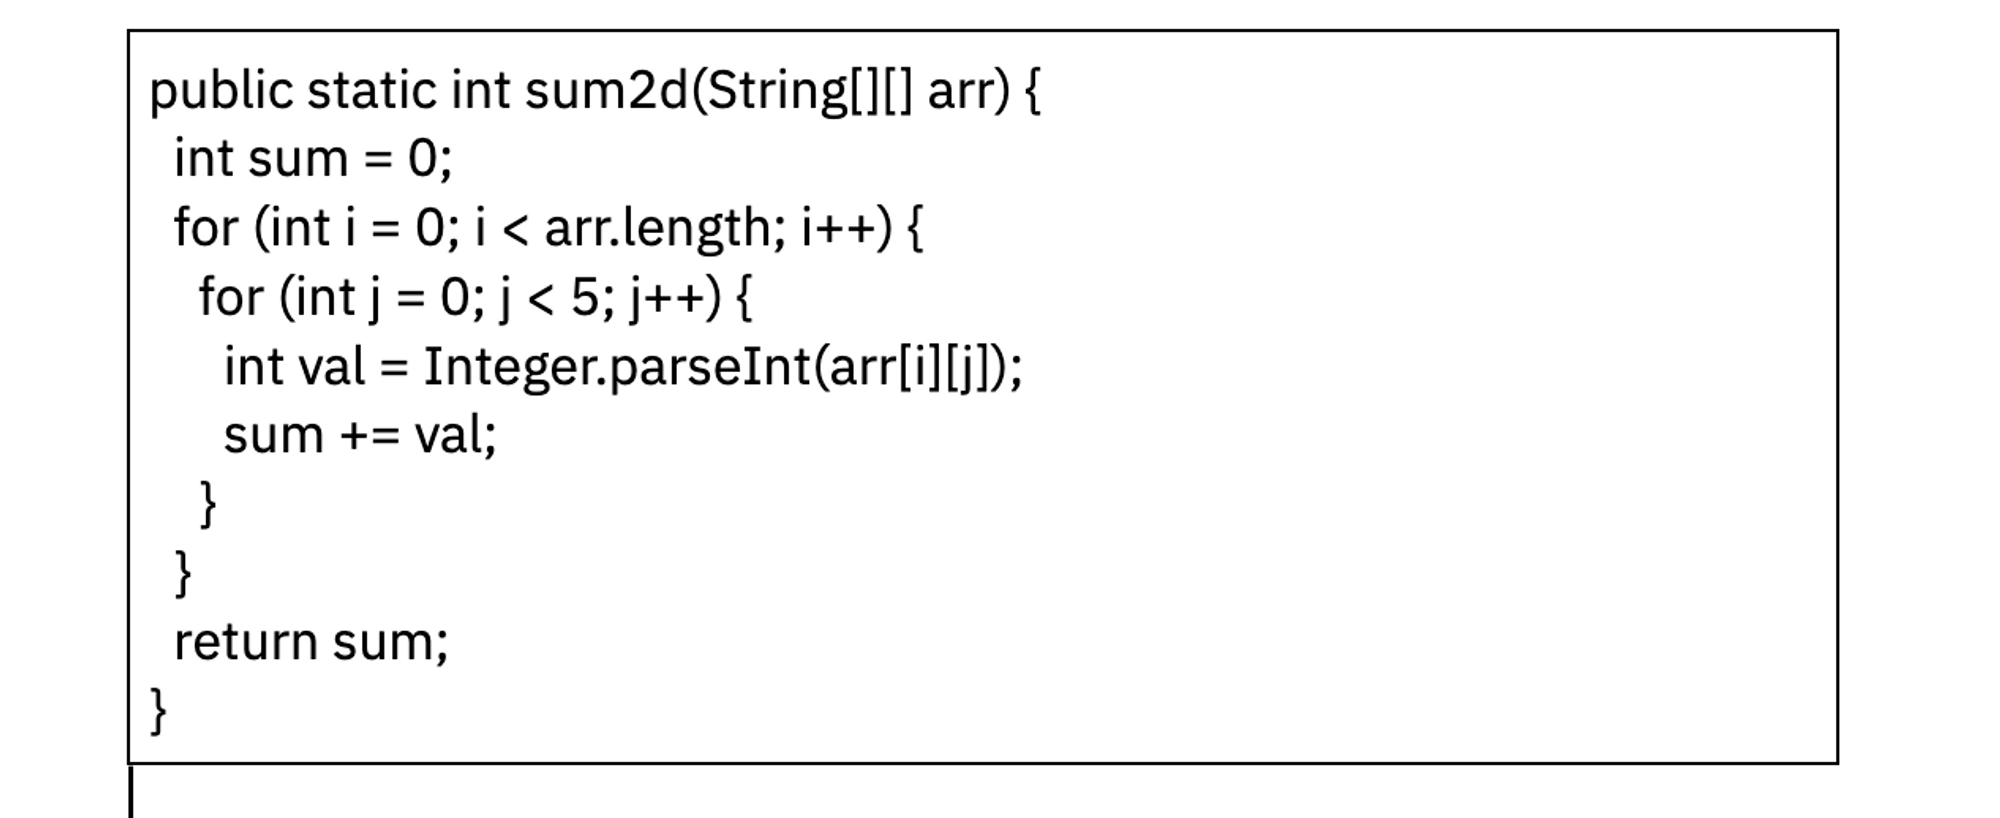 public static int sum2d(String[][] arr) {
int sum = 0;
for (int i = 0; i < arr.length; i++) {
for (int j = 0; j < 5; j++) {
int val = Integer.parseInt(arr[i][j]);
sum += val;
}
}
return sum;
}